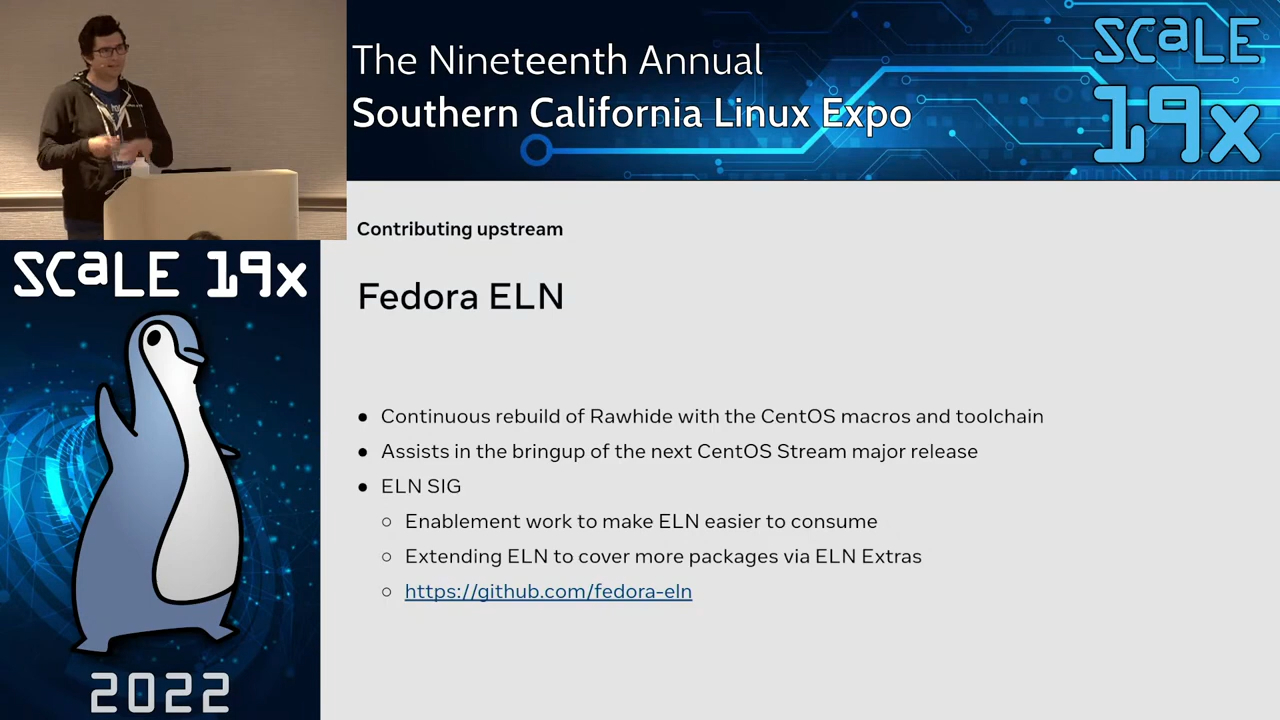 The Nineteenth Annual
Southern California Linux Expo
SCaLE
19x
SCaLE 19x
2022
Contributing upstream
Fedora ELN
● Continuous rebuild of Rawhide with the CentOS macros and toolchain
● Assists in the bringup of the next CentOS Stream major release
● ELN SIG
○ Enablement work to make ELN easier to consume
○ Extending ELN to cover more packages via ELN Extras
○ https://github.com/fedora-eln